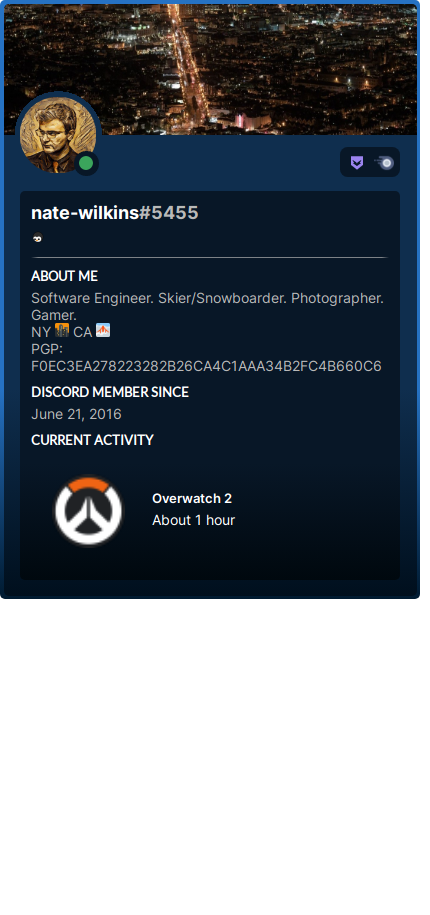 nate-wilkins#5455
ABOUT ME
Software Engineer. Skier/Snowboarder. Photographer.
Gamer.
NY 🌆 CA 🌁
PGP:
F0EC3EA278223282B26CA4C1AAA34B2FC4B660C6
DISCORD MEMBER SINCE
June 21, 2016
CURRENT ACTIVITY
Overwatch 2
About 1 hour